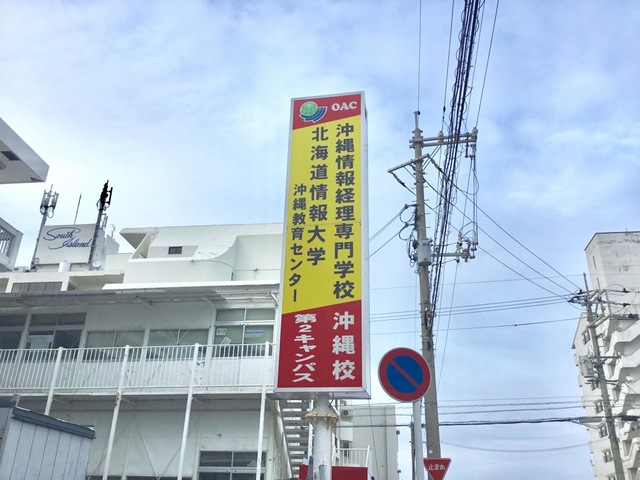 OAC
沖縄情報経理専門学校
北海道情報大学
沖縄教育センター
沖縄校
第2キャンパス
South Island
止まれ